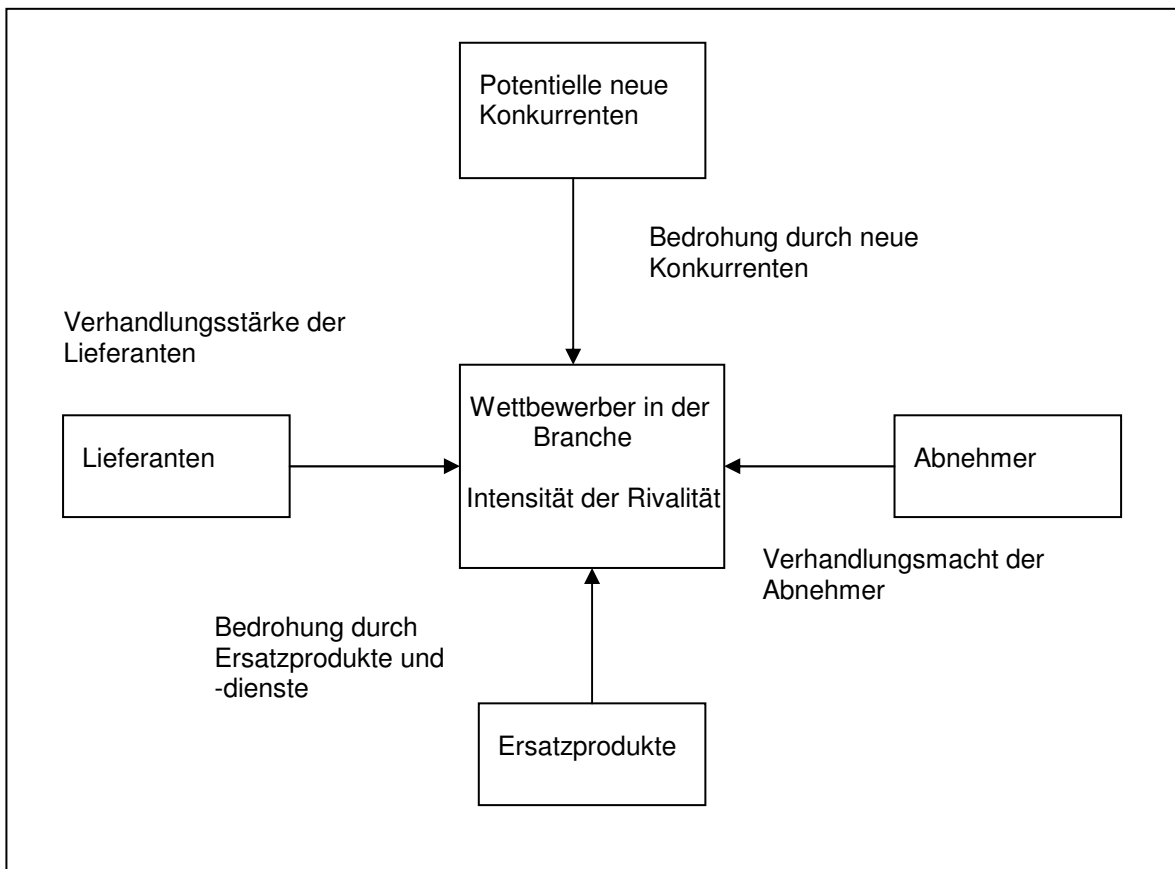 Potentielle neue
Konkurrenten
Bedrohung durch neue
Konkurrenten
Verhandlungsstärke der
Lieferanten
Wettbewerber in der
Branche
Intensität der Rivalität
Lieferanten
Abnehmer
Verhandlungsmacht der
Abnehmer
Bedrohung durch
Ersatzprodukte und
-dienste
Ersatzprodukte